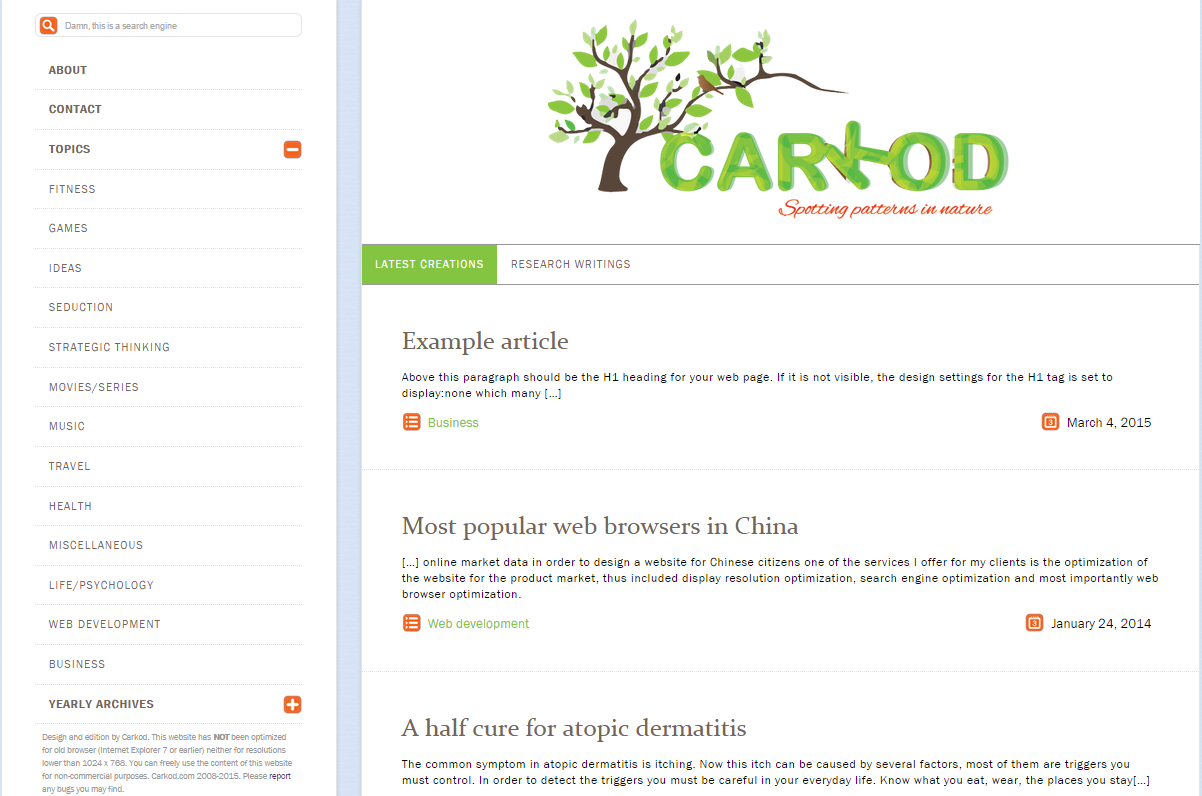 Damn, this is a search engine
ABOUT
CONTACT
TOPICS
FITNESS
GAMES
IDEAS
SEDUCTION
STRATEGIC THINKING
MOVIES/SERIES
MUSIC
TRAVEL
HEALTH
MISCELLANEOUS
LIFE/PSYCHOLOGY
WEB DEVELOPMENT
BUSINESS
YEARLY ARCHIVES
Design and edition by Carkod. This website has NOT been optimized
for old browser (Internet Explorer 7 or earlier) neither for resolutions
lower than 1024 x 768. You can freely use the content of this website
for non-commercial purposes. Carkod.com 2008-2015. Please report
any bugs you may find.
CARKOD
Spotting patterns in nature
LATEST CREATIONS RESEARCH WRITINGS
Example article
Above this paragraph should be the H1 heading for your web page. If it is not visible, the design settings for the H1 tag is set to
display:none which many [...]
Business 3 March 4, 2015
Most popular web browsers in China
[...] online market data in order to design a website for Chinese citizens one of the services I offer for my clients is the optimization of
the website for the product market, thus included display resolution optimization, search engine optimization and most importantly web
browser optimization.
Web development 3 January 24, 2014
A half cure for atopic dermatitis
The common symptom in atopic dermatitis is itching. Now this itch can be caused by several factors, most of them are triggers you
must control. In order to detect the triggers you must be careful in your everyday life. Know what you eat, wear, the places you stay[...]